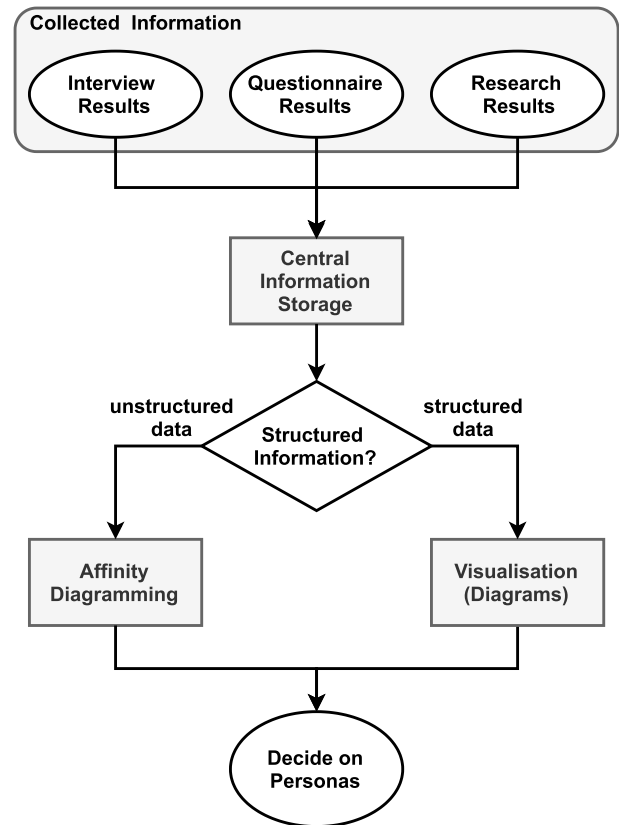 Collected Information
Interview
Results
Questionnaire
Results
Research
Results
Central
Information
Storage
unstructured
data
structured
data
Structured
Information?
Affinity
Diagramming
Visualisation
(Diagrams)
Decide on
Personas